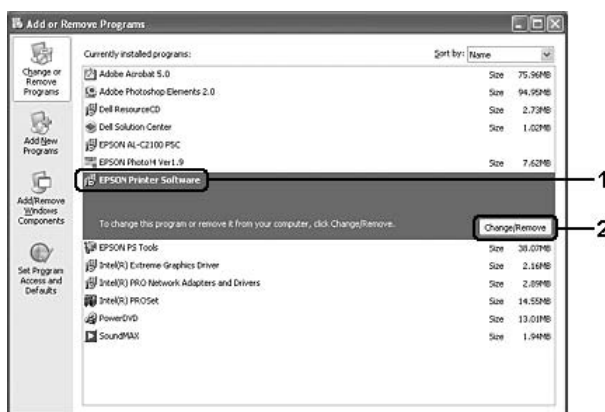 Add or Remove Programs
Change or
Remove
Programs
Add New
Programs
Add/Remove
Windows
Components
Set Program
Access and
Defaults
Currently installed programs: Sort by: Name
Adobe Acrobat 5.0 Size 75.96MB
Adobe Photoshop Elements 2.0 Size 94.95MB
Dell ResourceCD Size 2.73MB
Dell Solution Center Size 1.02MB
EPSON AL-C2100 PSC
EPSON PhotoH Ver1.9 Size 7.62MB
EPSON Printer Software 1
To change this program or remove it from your computer, click Change/Remove. Change/Remove 2
EPSON PS Tools Size 38.07MB
Intel(R) Extreme Graphics Driver Size 2.16MB
Intel(R) PRO Network Adapters and Drivers Size 2.89MB
Intel(R) PROSet Size 14.55MB
PowerDVD Size 13.01MB
SoundMAX Size 1.94MB